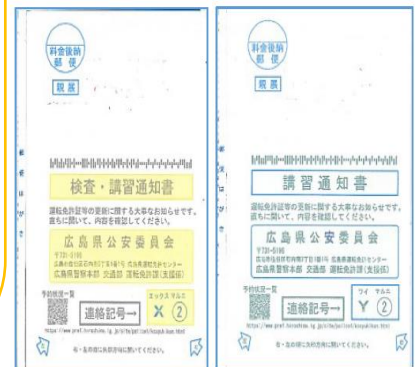 料金後納
郵便
親展
郵便はがき
検査・講習通知書
運転免許証等の更新に関する大事なお知らせです。
直ちに開いて、内容を確認してください。
広島県公安委員会
〒731-5195
広島県警察本部 交通部 運転免許課(支援係)
予約状況一覧
連絡記号→
エックス マルニ
X ②
料金後納
郵便
親展
講習通知書
運転免許証等の更新に関する大事なお知らせです。
直ちに開いて、内容を確認してください。
広島県公安委員会
〒731-5195
広島県警察本部 交通部 運転免許課(支援係)
予約状況一覧
連絡記号→
ワイ マルニ
Y ②